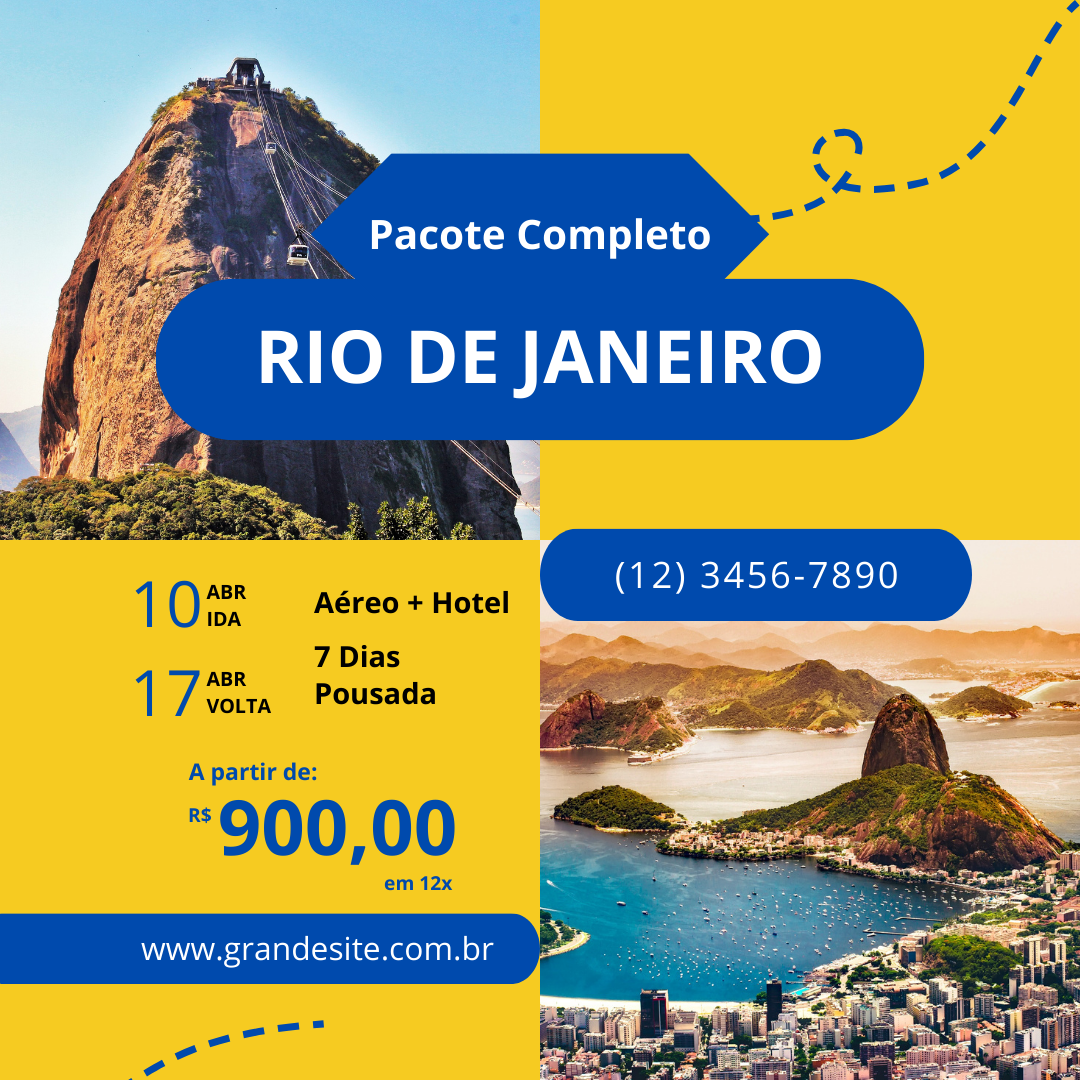 Pacote Completo
RIO DE JANEIRO
(12) 3456-7890
10 ABR
IDA
Aéreo + Hotel
7 Dias
Pousada
17 ABR
VOLTA
A partir de:
R$ 900,00
em 12x
www.grandesite.com.br